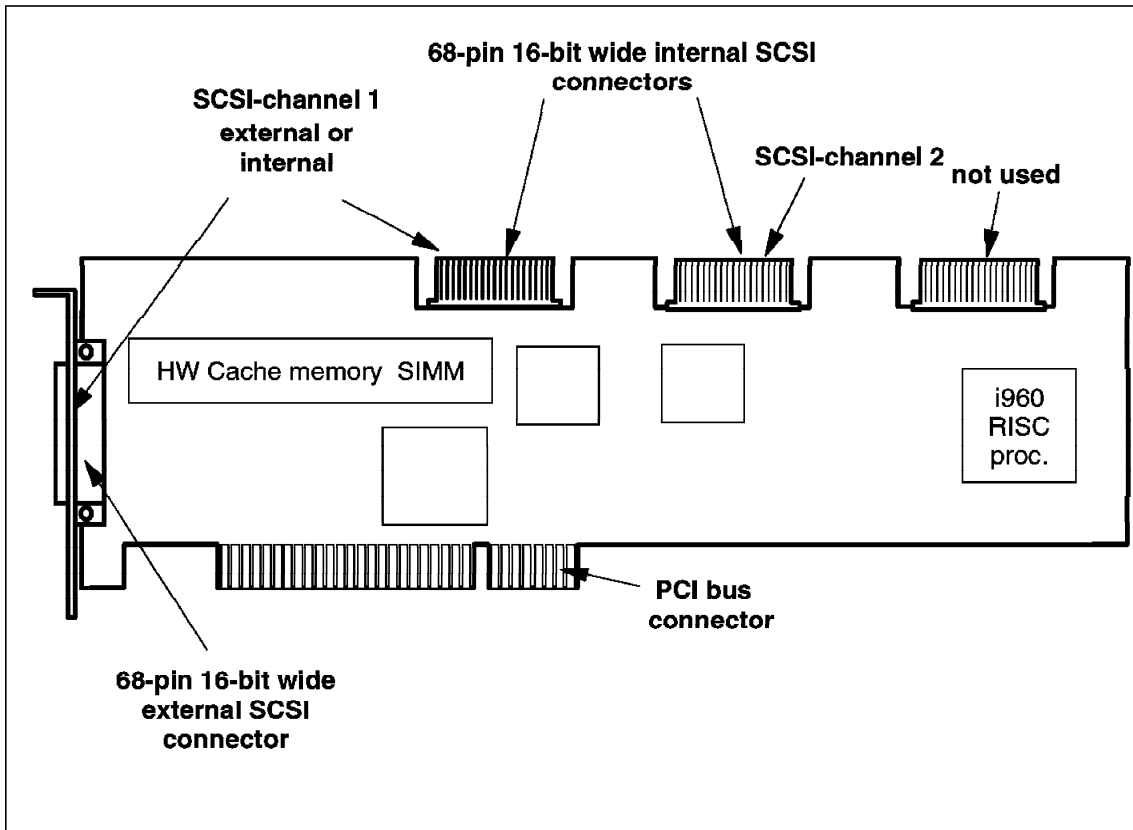 68-pin 16-bit wide internal SCSI
connectors
SCSI-channel 1
external or
internal
SCSI-channel 2
not used
HW Cache memory SIMM
i960
RISC
proc.
PCI bus
connector
68-pin 16-bit wide
external SCSI
connector